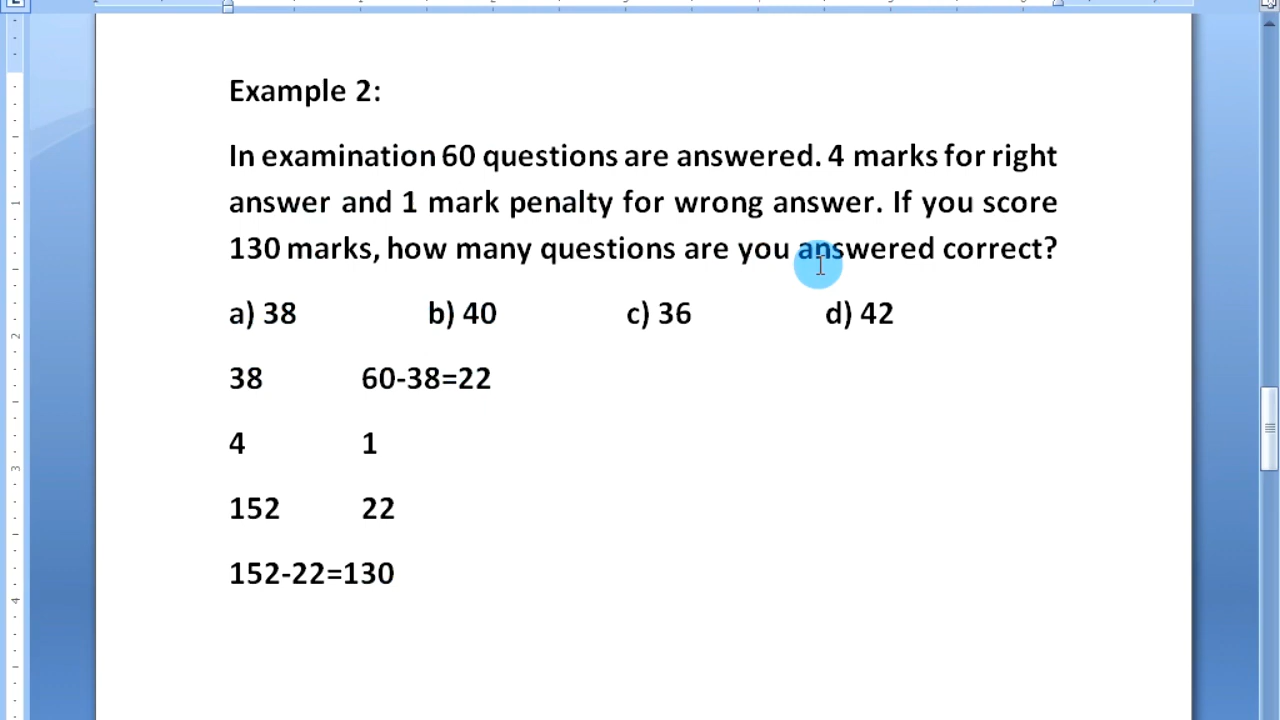 Example 2:
In examination 60 questions are answered. 4 marks for right
answer and 1 mark penalty for wrong answer. If you score
130 marks, how many questions are you answered correct?
a) 38 b) 40 c) 36 d) 42
38 60-38=22
4 1
152 22
152-22=130